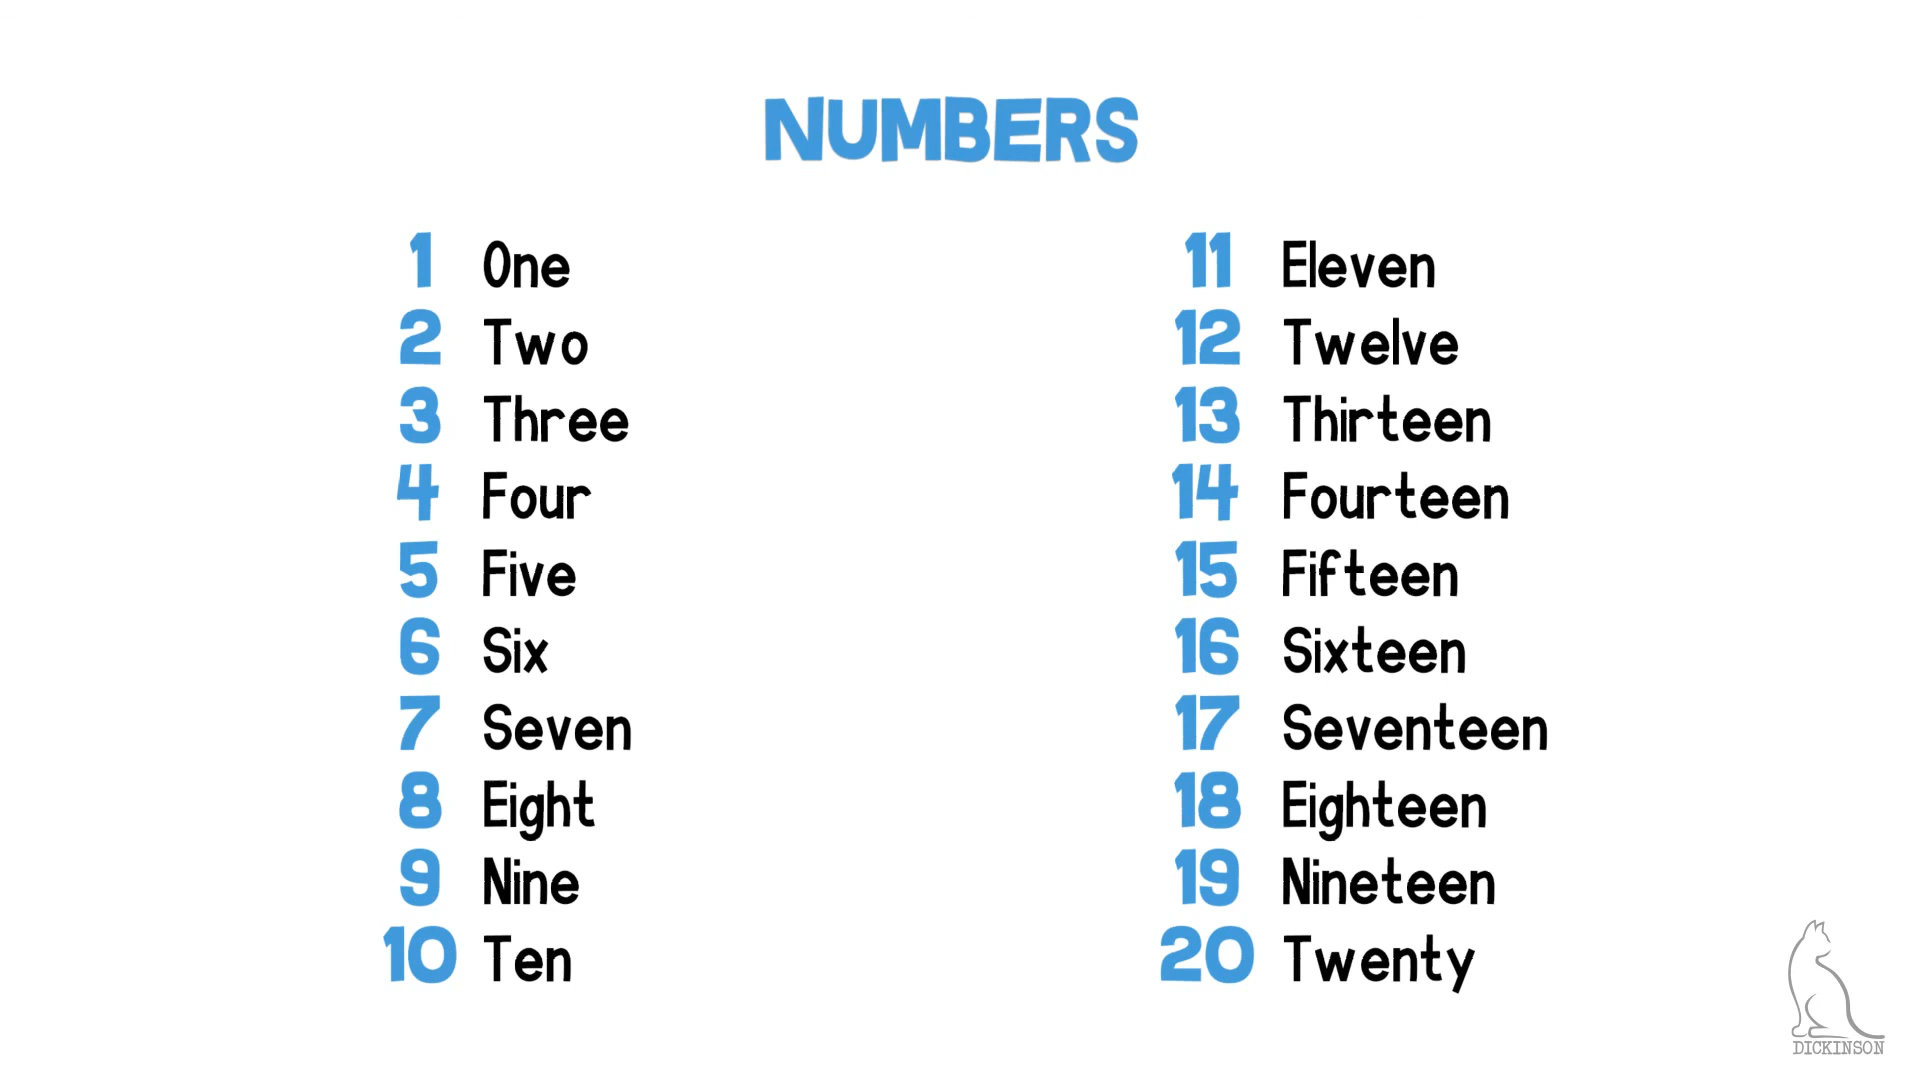 NUMBERS
1 One
2 Two
3 Three
4 Four
5 Five
6 Six
7 Seven
8 Eight
9 Nine
10 Ten
11 Eleven
12 Twelve
13 Thirteen
14 Fourteen
15 Fifteen
16 Sixteen
17 Seventeen
18 Eighteen
19 Nineteen
20 Twenty
DICKINSON